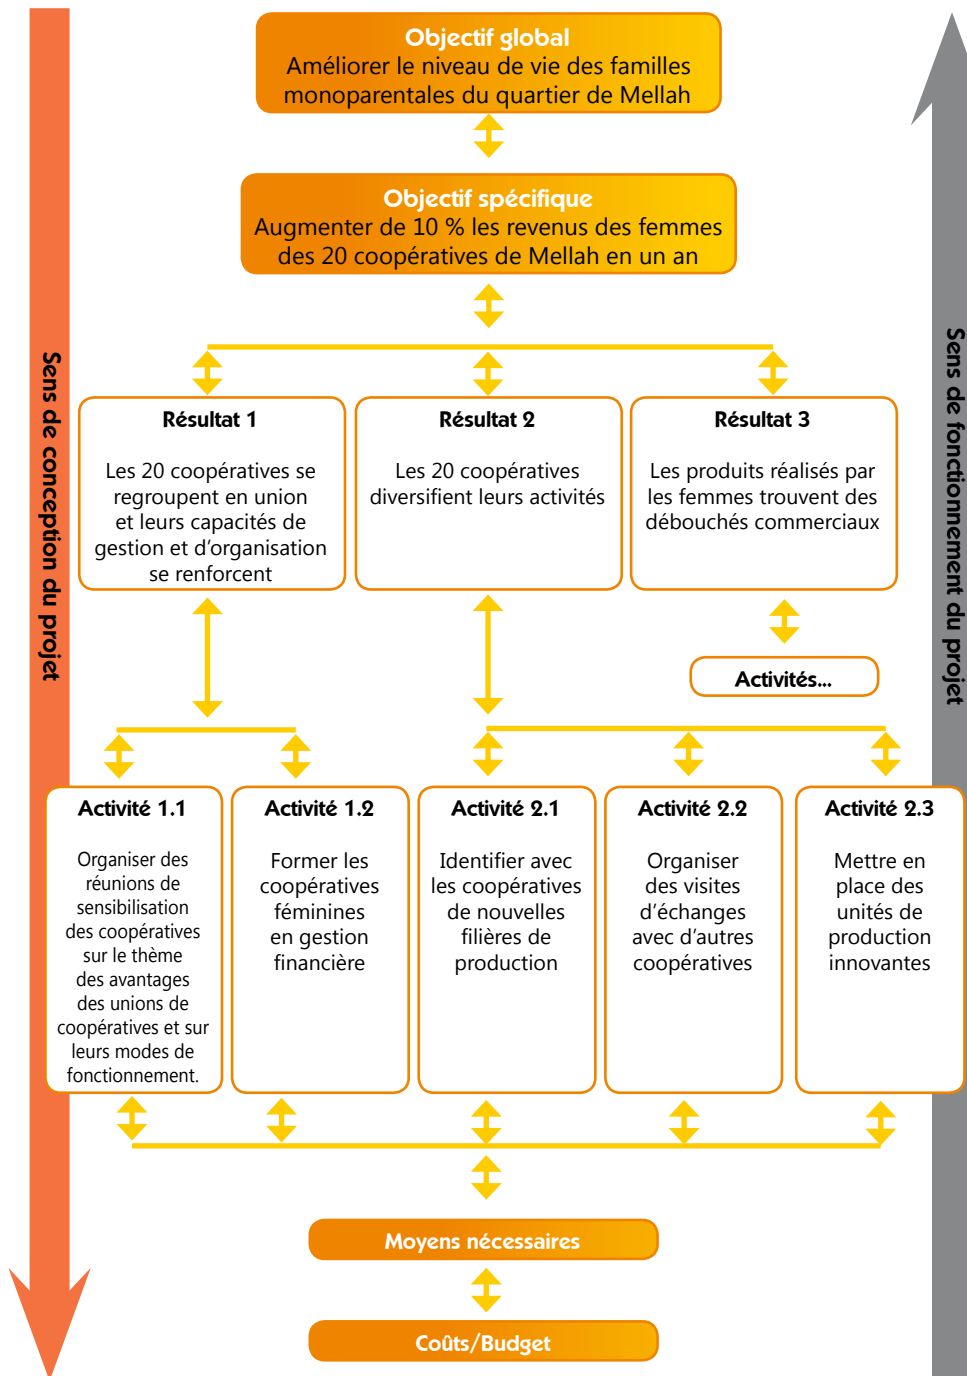 Objectif global
Améliorer le niveau de vie des familles
monoparentales du quartier de Mellah
Objectif spécifique
Augmenter de 10 % les revenus des femmes
des 20 coopératives de Mellah en un an
Sens de conception du projet
Sens de fonctionnement du projet
Résultat 1
Les 20 coopératives se
regroupent en union
et leurs capacités de
gestion et d'organisation
se renforcent
Résultat 2
Les 20 coopératives
diversifient leurs activités
Résultat 3
Les produits réalisés par
les femmes trouvent des
débouchés commerciaux
Activités...
Activité 1.1
Organiser des
réunions de
sensibilisation
des coopératives
sur le thème
des avantages
des unions de
coopératives et sur
leurs modes de
fonctionnement.
Activité 1.2
Former les
coopératives
féminines
en gestion
financière
Activité 2.1
Identifier avec
les coopératives
de nouvelles
filières de
production
Activité 2.2
Organiser
des visites
d'échanges
avec d'autres
coopératives
Activité 2.3
Mettre en
place des
unités de
production
innovantes
Moyens nécessaires
Coûts/Budget